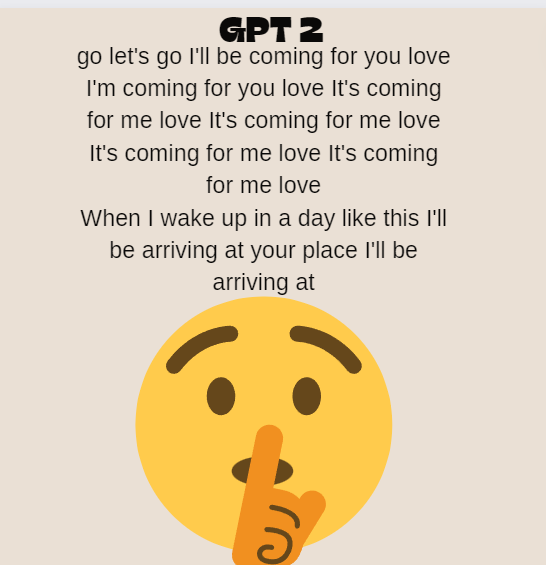 GPT 2
go let's go I'll be coming for you love
I'm coming for you love It's coming
for me love It's coming for me love
It's coming for me love It's coming
for me love
When I wake up in a day like this I'll
be arriving at your place I'll be
arriving at